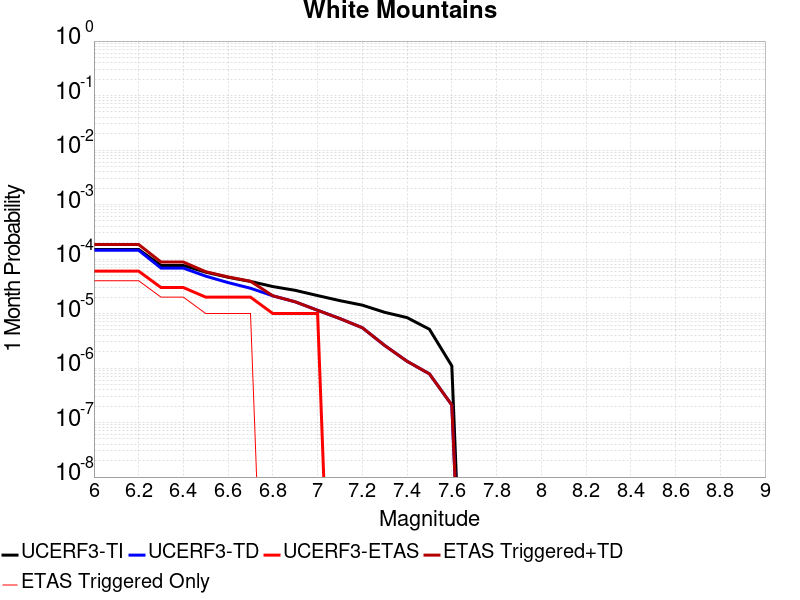 White Mountains
10^0
10^-1
10^-2
10^-3
10^-4
10^-5
10^-6
10^-7
10^-8
1 Month Probability
6 6.2 6.4 6.6 6.8 7 7.2 7.4 7.6 7.8 8 8.2 8.4 8.6 8.8 9
Magnitude
UCERF3-TI UCERF3-TD UCERF3-ETAS ETAS Triggered+TD
ETAS Triggered Only